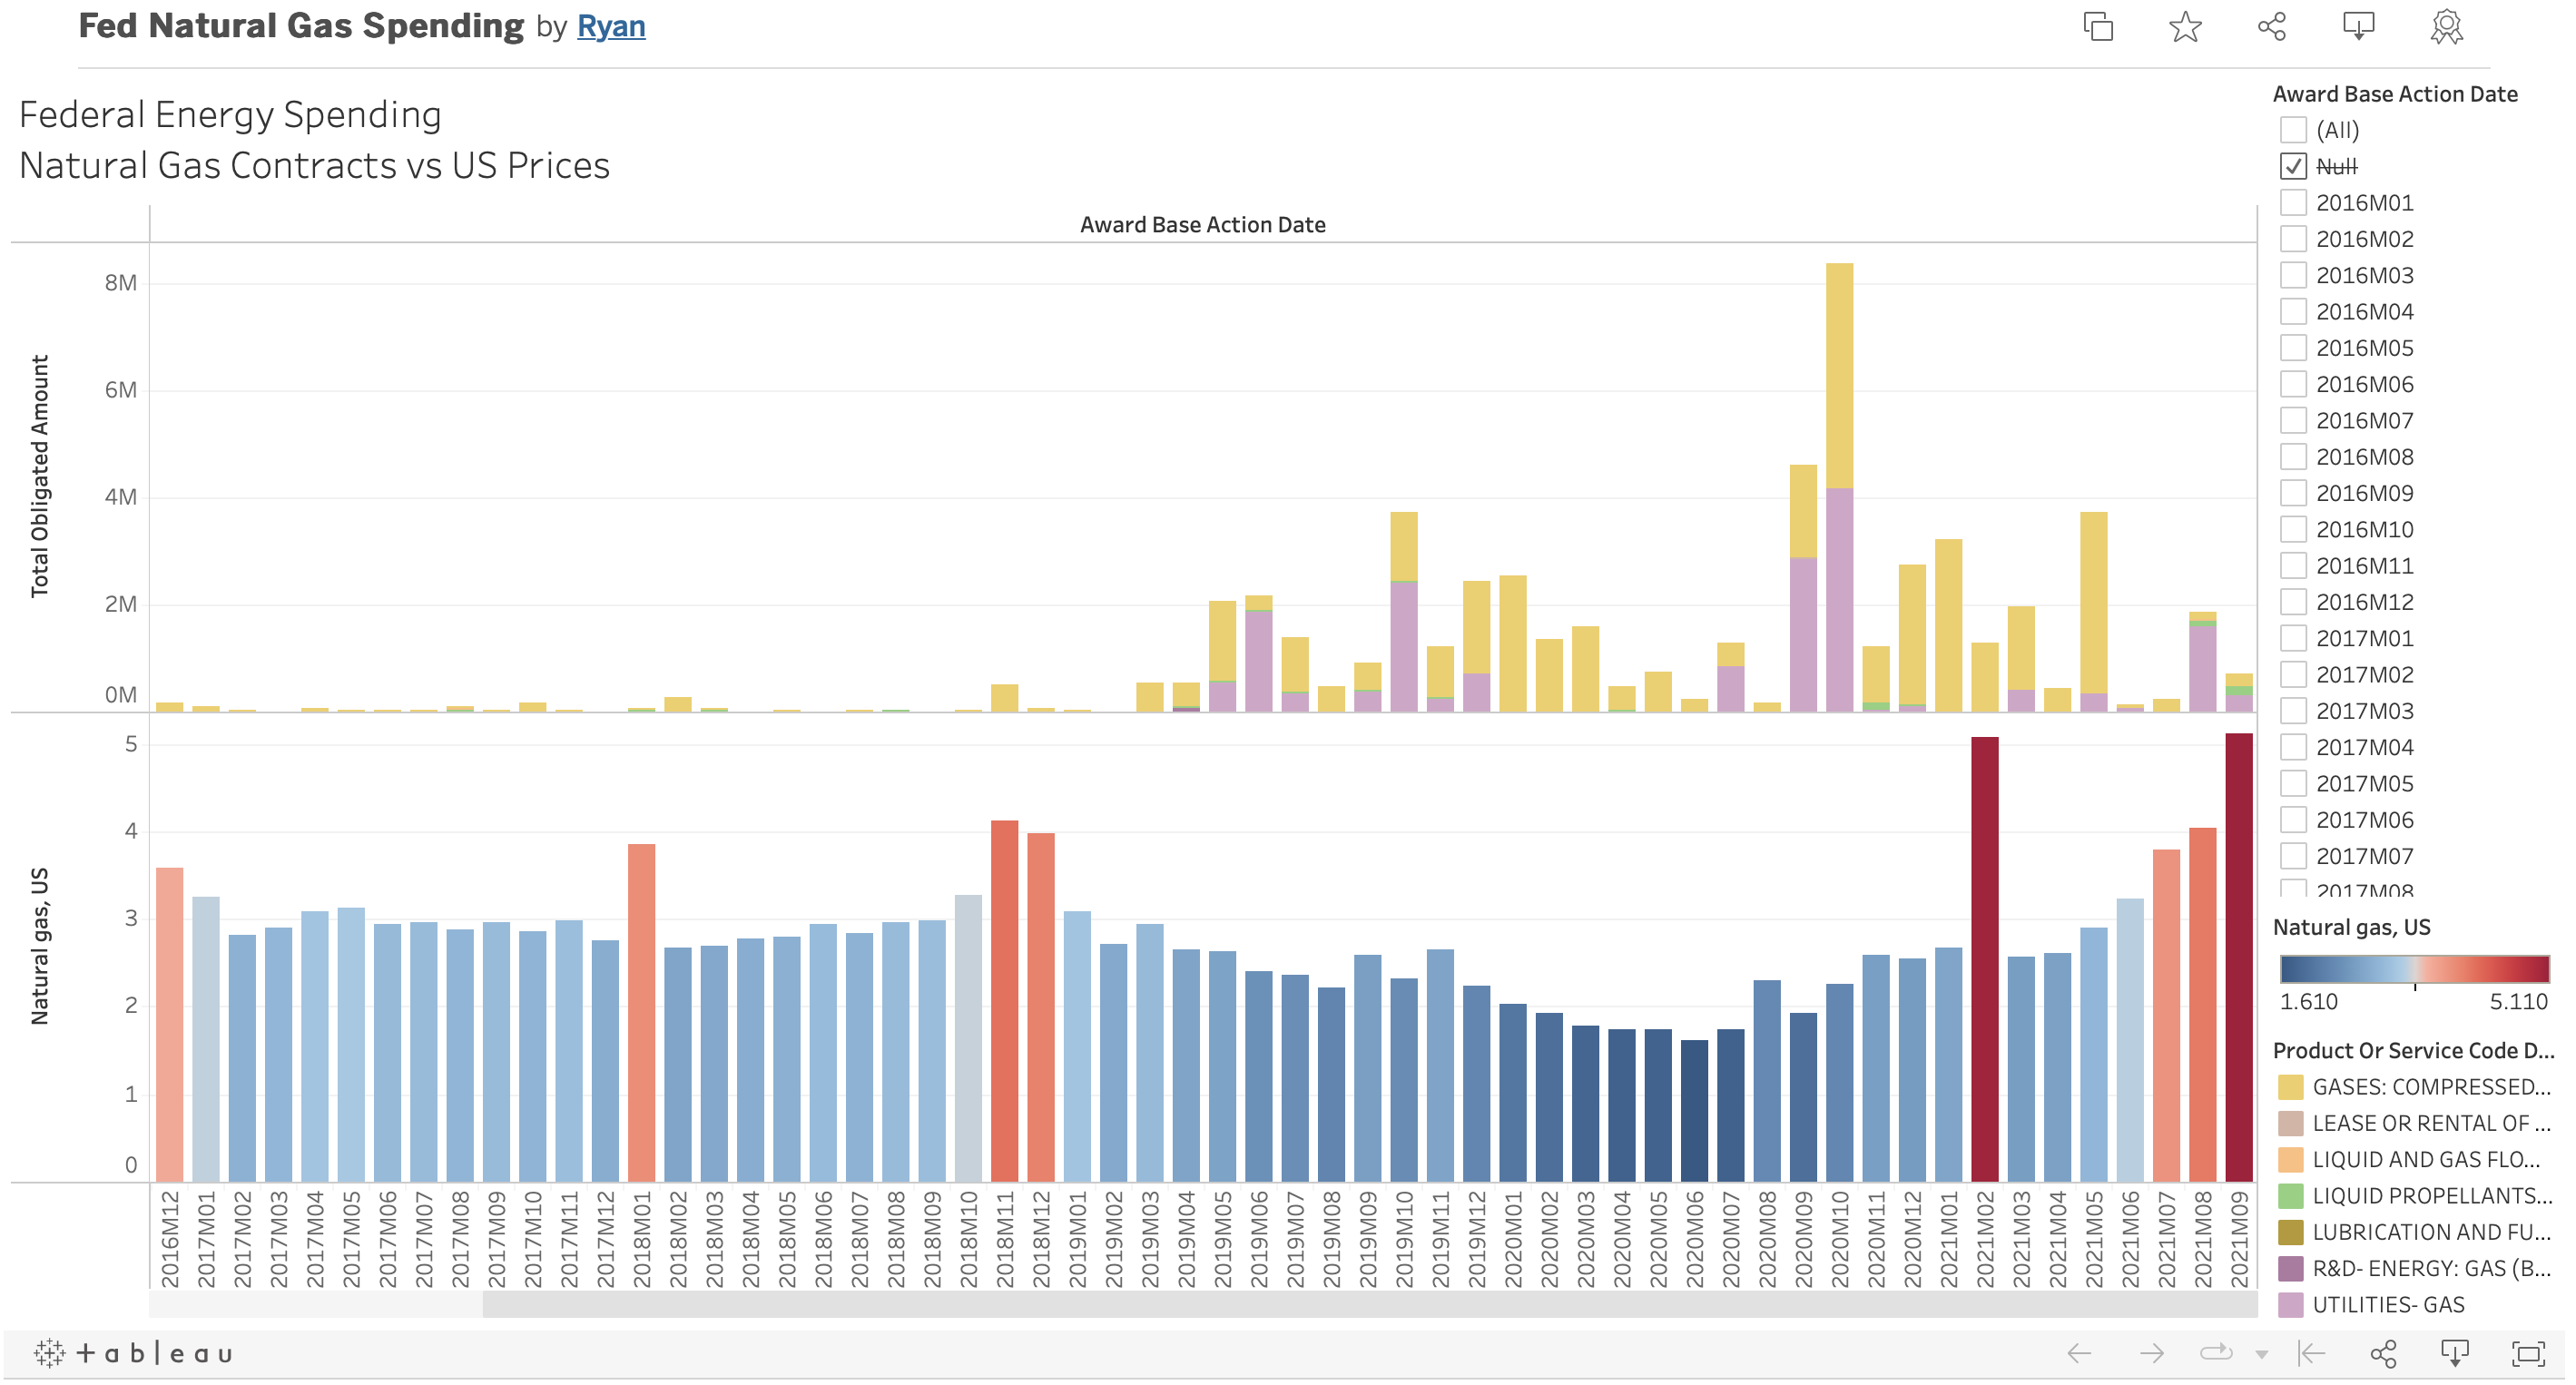 Fed Natural Gas Spending by Ryan
Federal Energy Spending
Natural Gas Contracts vs US Prices
Award Base Action Date
Total Obligated Amount
8M
6M
4M
2M
0M
Natural gas, US
5
4
3
2
1
0
2016M12
2017M01
2017M02
2017M03
2017M04
2017M05
2017M06
2017M07
2017M08
2017M09
2017M10
2017M11
2017M12
2018M01
2018M02
2018M03
2018M04
2018M05
2018M06
2018M07
2018M08
2018M09
2018M10
2018M11
2018M12
2019M01
2019M02
2019M03
2019M04
2019M05
2019M06
2019M07
2019M08
2019M09
2019M10
2019M11
2019M12
2020M01
2020M02
2020M03
2020M04
2020M05
2020M06
2020M07
2020M08
2020M09
2020M10
2020M11
2020M12
2021M01
2021M02
2021M03
2021M04
2021M05
2021M06
2021M07
2021M08
2021M09
Award Base Action Date
(All)
Null
2016M01
2016M02
2016M03
2016M04
2016M05
2016M06
2016M07
2016M08
2016M09
2016M10
2016M11
2016M12
2017M01
2017M02
2017M03
2017M04
2017M05
2017M06
2017M07
2017M08
Natural gas, US
1.610 5.110
Product Or Service Code D...
GASES: COMPRESSED...
LEASE OR RENTAL OF ...
LIQUID AND GAS FLO...
LIQUID PROPELLANTS...
LUBRICATION AND FU...
R&D- ENERGY: GAS (B...
UTILITIES- GAS
+ableau